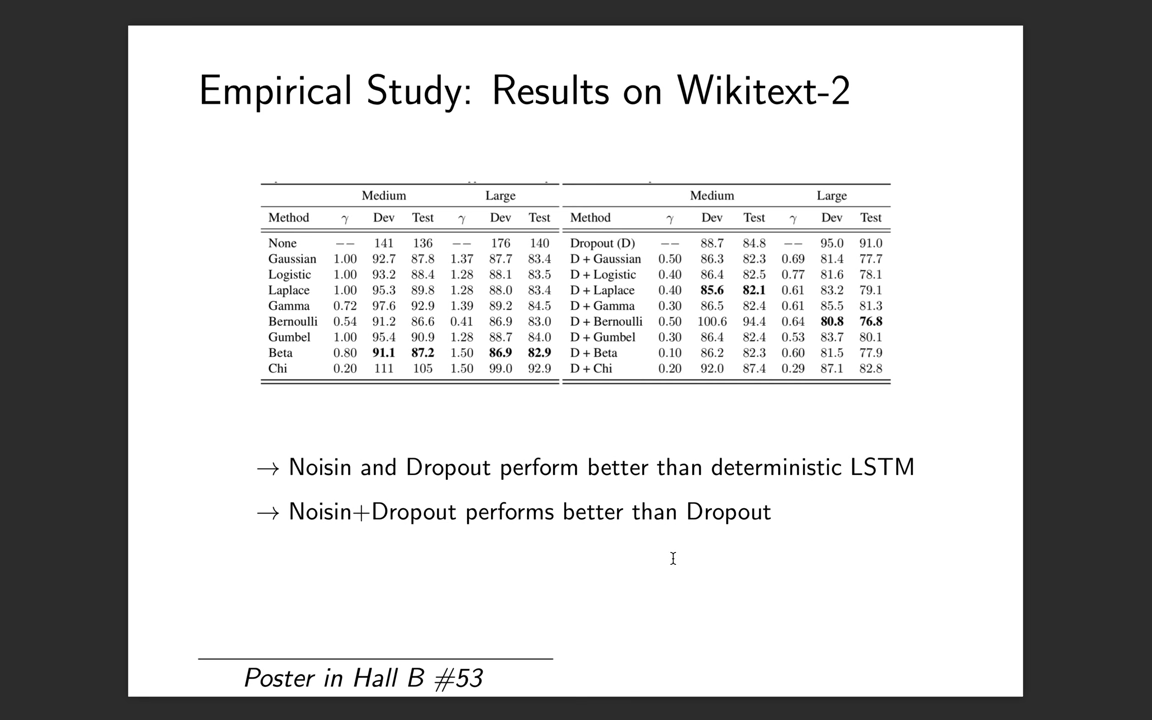 Empirical Study: Results on Wikitext-2
Medium Large Medium Large
Method γ Dev Test γ Dev Test Method γ Dev Test γ Dev Test
None −− 141 136 −− 176 140 Dropout (D) −− 88.7 84.8 −− 95.0 91.0
Gaussian 1.00 92.7 87.8 1.37 87.7 83.4 D + Gaussian 0.50 86.3 82.3 0.69 81.4 77.7
Logistic 1.00 93.2 88.4 1.28 88.1 83.5 D + Logistic 0.40 86.4 82.5 0.77 81.6 78.1
Laplace 1.00 95.3 89.8 1.28 88.0 83.4 D + Laplace 0.40 85.6 82.1 0.61 83.2 79.1
Gamma 0.72 97.6 92.9 1.39 89.2 84.5 D + Gamma 0.30 86.5 82.4 0.61 85.5 81.3
Bernoulli 0.54 91.2 86.6 0.41 86.9 83.0 D + Bernoulli 0.50 100.6 94.4 0.64 80.8 76.8
Gumbel 1.00 95.4 90.9 1.28 88.7 84.0 D + Gumbel 0.30 86.4 82.4 0.53 83.7 80.1
Beta 0.80 91.1 87.2 1.50 86.9 82.9 D + Beta 0.10 86.2 82.3 0.60 81.5 77.9
Chi 0.20 111 105 1.50 99.0 92.9 D + Chi 0.20 92.0 87.4 0.29 87.1 82.8
→ Noisin and Dropout perform better than deterministic LSTM
→ Noisin+Dropout performs better than Dropout
Poster in Hall B #53